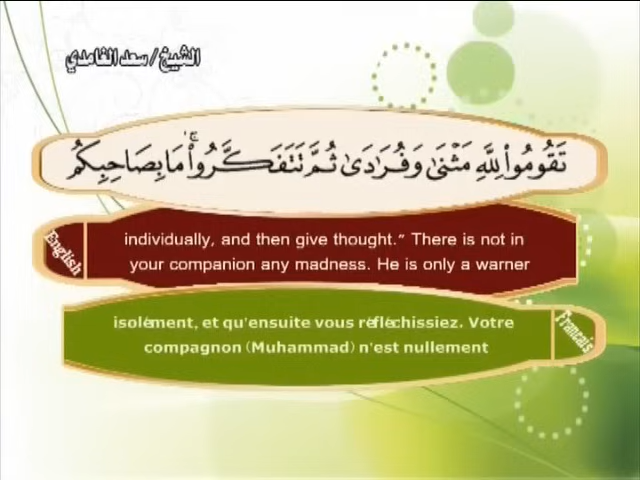 الشيخ / سعد الغامدي
تَقُومُوا۟ لِلَّهِ مَثْنَىٰ وَفُرَٰدَىٰ ثُمَّ تَتَفَكَّرُوا۟ ۚ مَا بِصَاحِبِكُم
English
individually, and then give thought.” There is not in
your companion any madness. He is only a warner
isolément, et qu'ensuite vous réfléchissiez. Votre
compagnon (Muhammad) n'est nullement
Francais